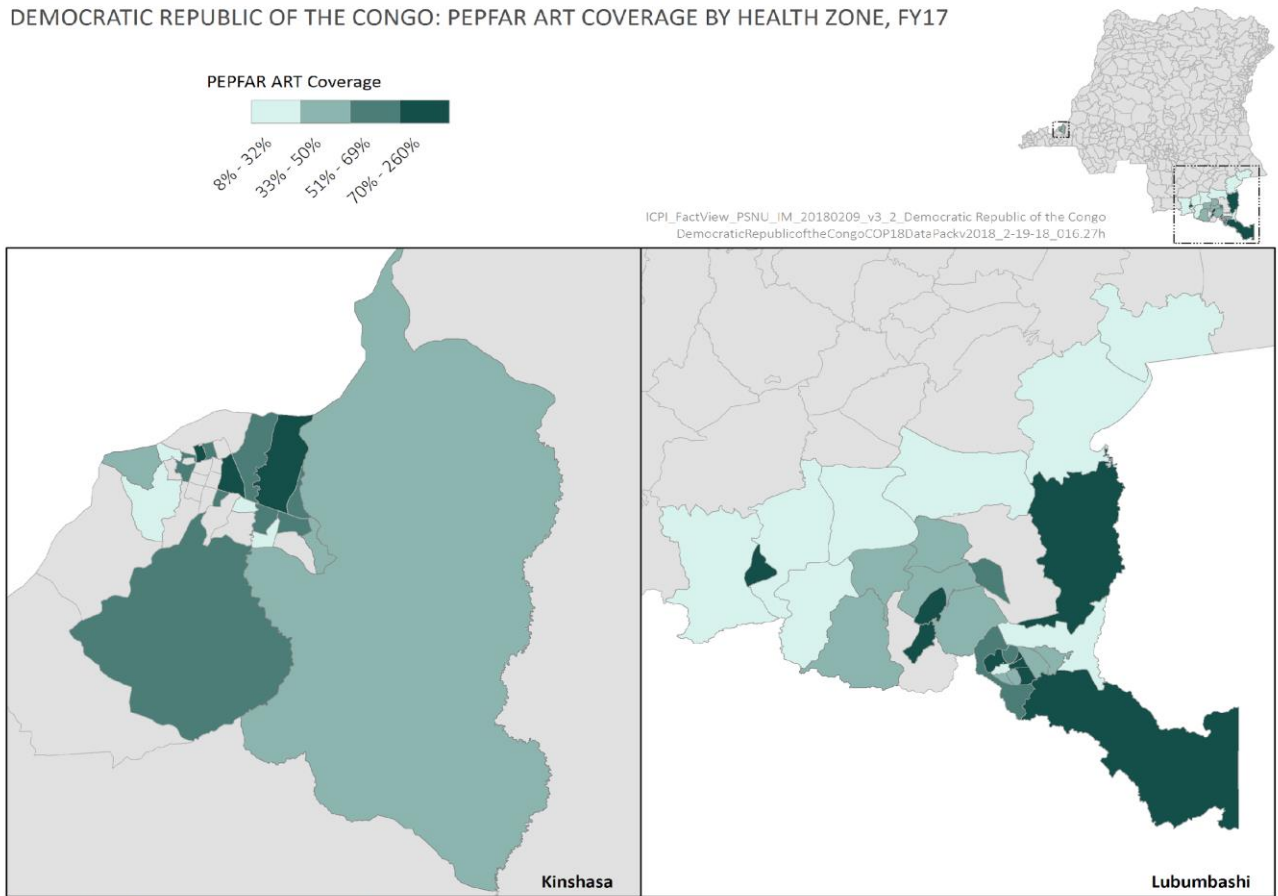 DEMOCRATIC REPUBLIC OF THE CONGO: PEPFAR ART COVERAGE BY HEALTH ZONE, FY17
PEPFAR ART Coverage
8% - 32%
33% - 50%
51% - 69%
70% - 260%
ICPI_FactView_PSNU_IM_20180209_v3_2_Democratic Republic of the Congo
DemocraticRepublicoftheCongoCOP18DataPackv2018_2-19-18_016.27h
Kinshasa
Lubumbashi